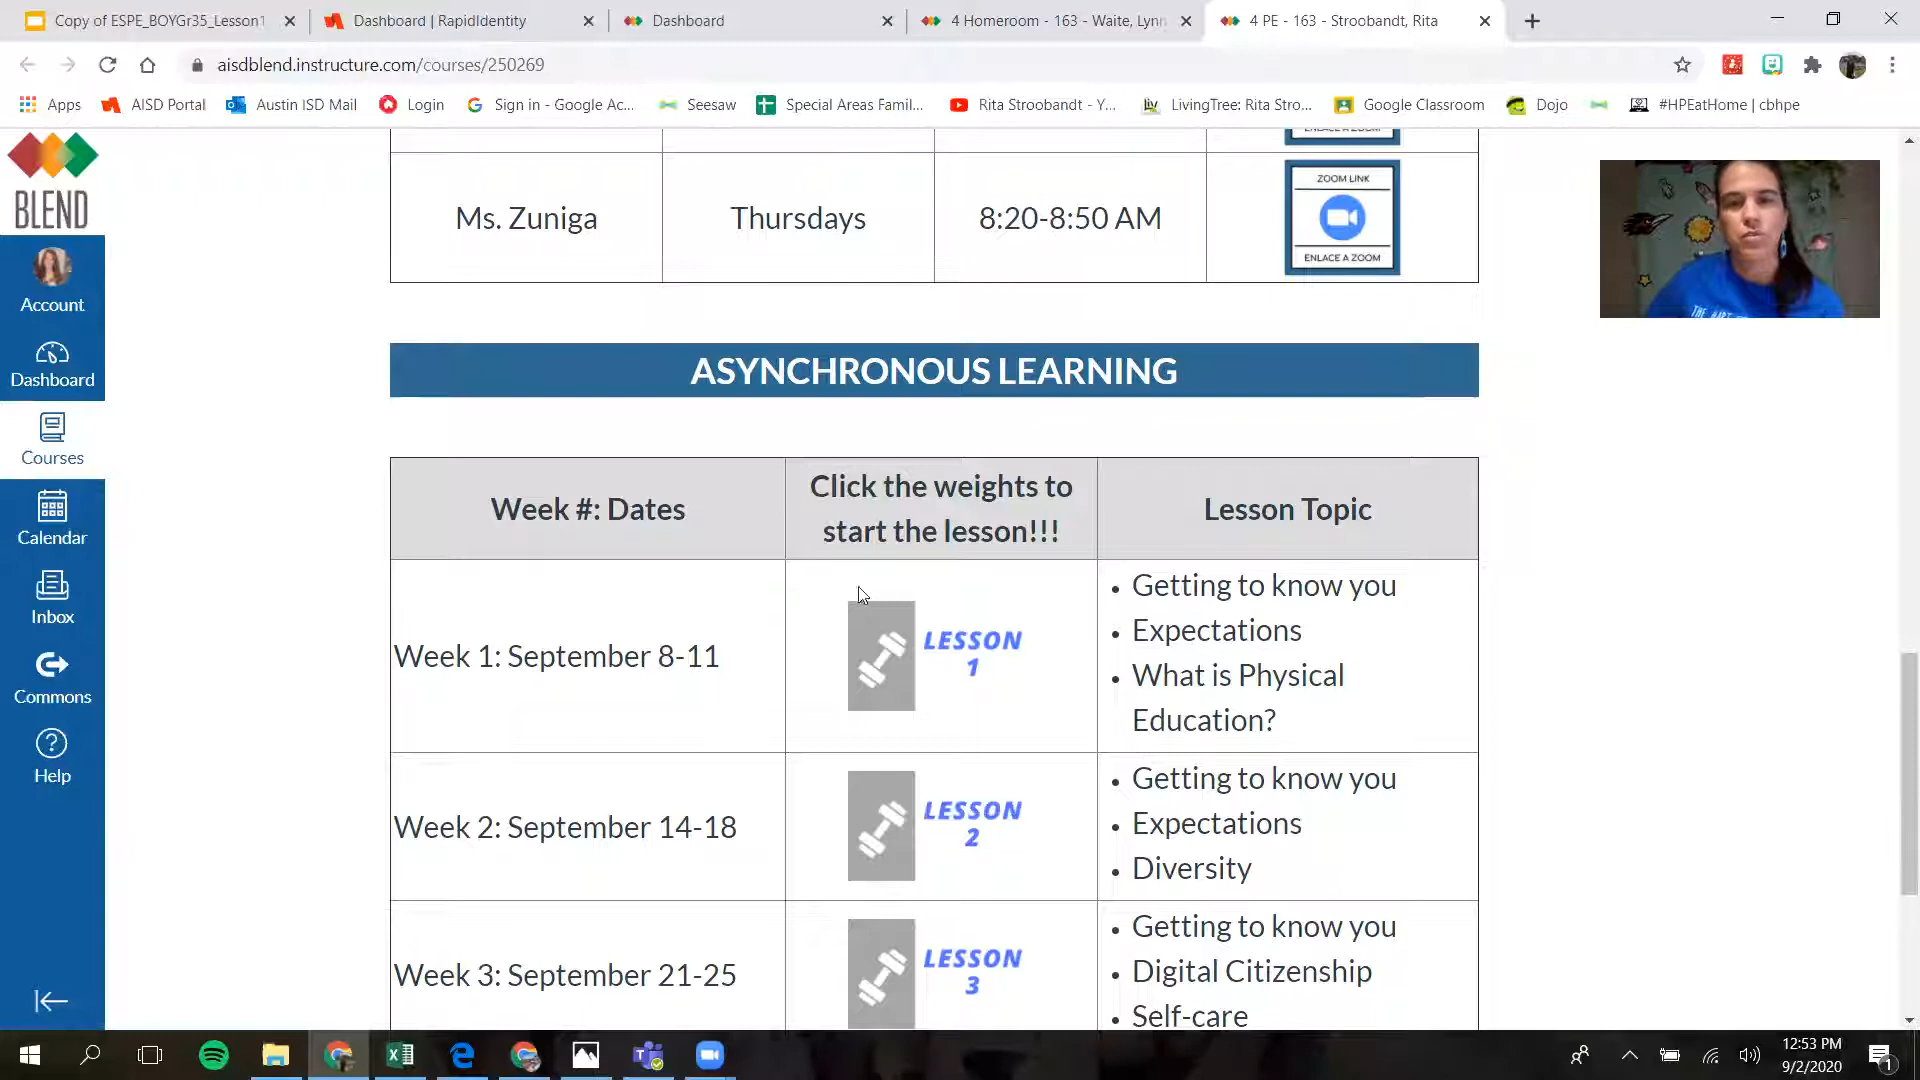 Copy of ESPE_BOYGr35_Lesson1
Dashboard | RapidIdentity
Dashboard
4 Homeroom - 163 - Waite, Lynn
4 PE - 163 - Stroobandt, Rita
aisdblend.instructure.com/courses/250269
Apps
AISD Portal
Austin ISD Mail
Login
Sign in - Google Ac...
Seesaw
Special Areas Famil...
Rita Stroobandt - Y...
LivingTree: Rita Stro...
Google Classroom
Dojo
#HPEatHome | cbhpe
BLEND
Account
Dashboard
Courses
Calendar
Inbox
Commons
Help
ENLACE A ZOOM
Ms. Zuniga
Thursdays
8:20-8:50 AM
ZOOM LINK
ENLACE A ZOOM
ASYNCHRONOUS LEARNING
Week #: Dates
Click the weights to
start the lesson!!!
Lesson Topic
Week 1: September 8-11
LESSON
1
Getting to know you
Expectations
What is Physical
Education?
Week 2: September 14-18
LESSON
2
Getting to know you
Expectations
Diversity
Week 3: September 21-25
LESSON
3
Getting to know you
Digital Citizenship
Self-care
12:53 PM
9/2/2020
1